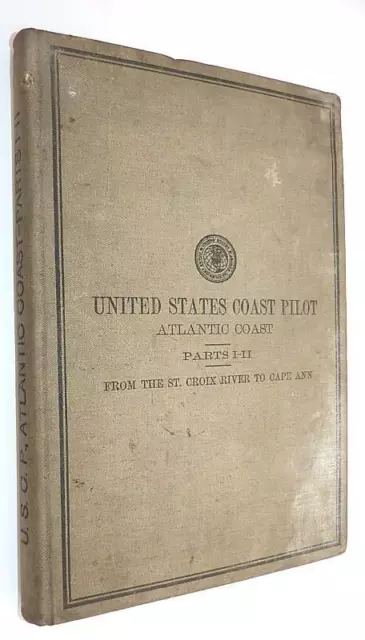 UNITED STATES COAST PILOT
ATLANTIC COAST
PARTS I-II
FROM THE ST. CROIX RIVER TO CAPE ANN
U. S. C. P. ATLANTIC COAST PARTS I-II